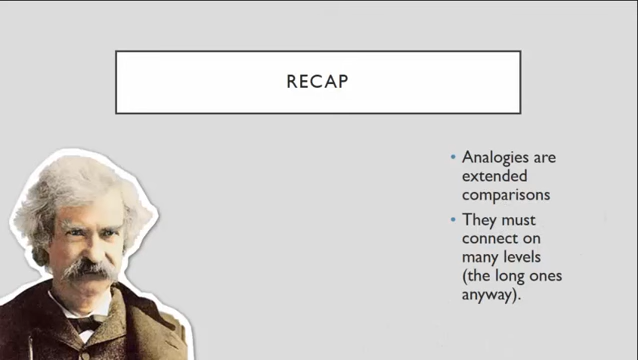 RECAP
• Analogies are
extended
comparisons
• They must
connect on
many levels
(the long ones
anyway).